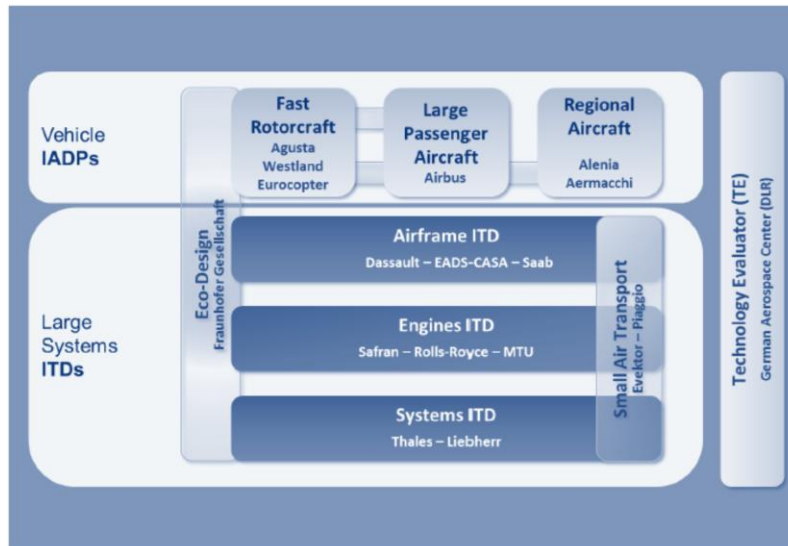 Vehicle
IADPs
Fast
Rotorcraft
Agusta
Westland
Eurocopter
Large
Passenger
Aircraft
Airbus
Regional
Aircraft
Alenia
Aermacchi
Eco-Design
Fraunhofer Gesellschaft
Large
Systems
ITDs
Airframe ITD
Dassault – EADS-CASA – Saab
Engines ITD
Safran – Rolls-Royce – MTU
Systems ITD
Thales – Liebherr
Small Air Transport
Evektor – Piaggio
Technology Evaluator (TE)
German Aerospace Center (DLR)